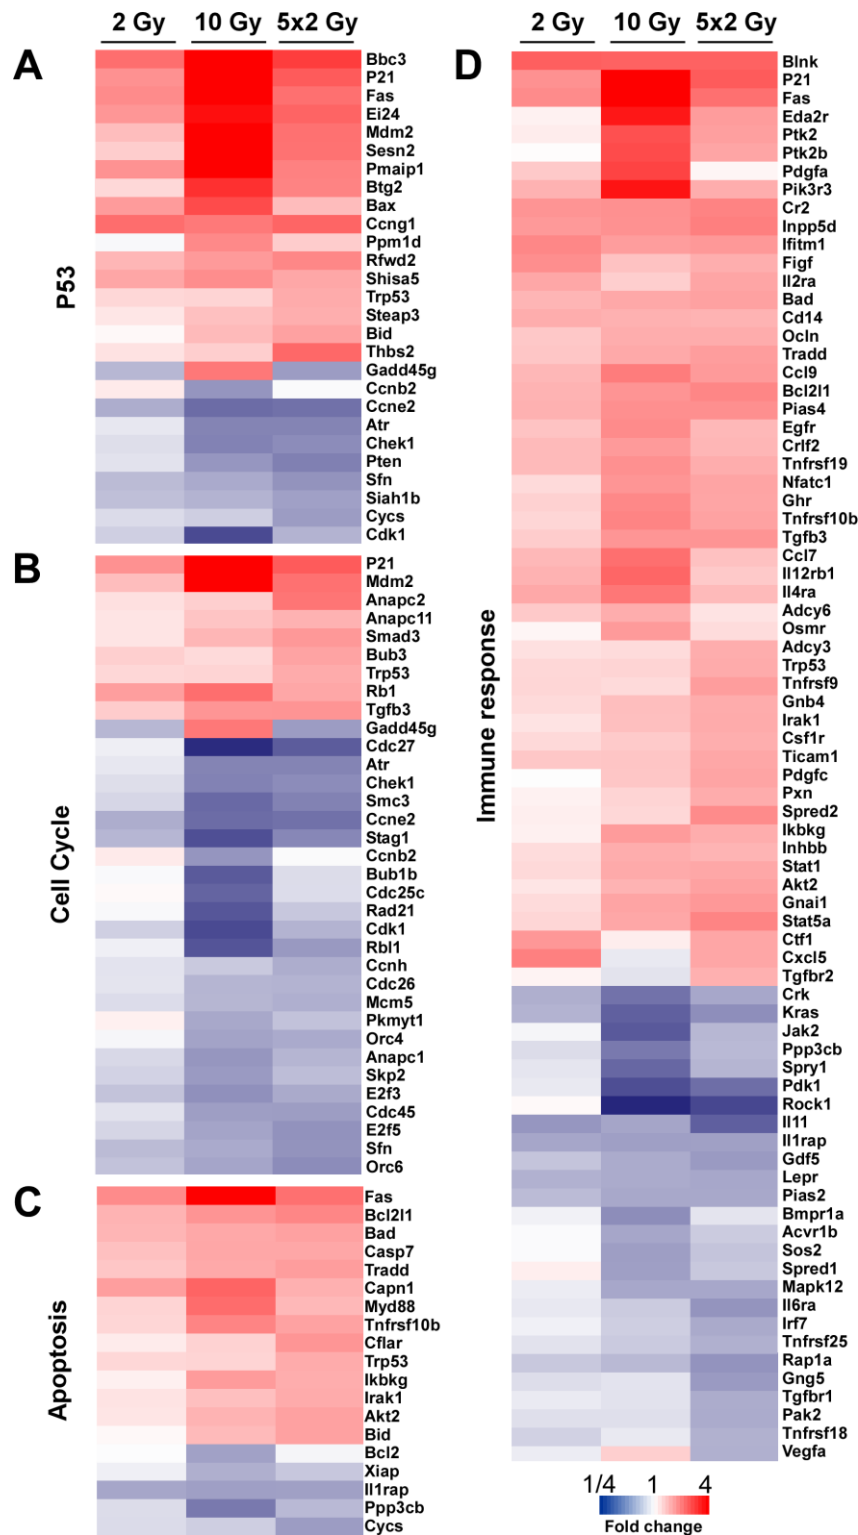 2 Gy 10 Gy 5x2 Gy
A
P53
Bbc3
P21
Fas
Ei24
Mdm2
Sesn2
Pmaip1
Btg2
Bax
Ccng1
Ppm1d
Rfwd2
Shisa5
Trp53
Steap3
Bid
Thbs2
Gadd45g
Ccnb2
Ccne2
Atr
Chek1
Pten
Sfn
Siah1b
Cycs
Cdk1
B
Cell Cycle
P21
Mdm2
Anapc2
Anapc11
Smad3
Bub3
Trp53
Rb1
Tgfb3
Gadd45g
Cdc27
Atr
Chek1
Smc3
Ccne2
Stag1
Ccnb2
Bub1b
Cdc25c
Rad21
Cdk1
Rbl1
Ccnh
Cdc26
Mcm5
Pkmyt1
Orc4
Anapc1
Skp2
E2f3
Cdc45
E2f5
Sfn
Orc6
C
Apoptosis
Fas
Bcl2l1
Bad
Casp7
Tradd
Capn1
Myd88
Tnfrsf10b
Cflar
Trp53
Ikbkg
Irak1
Akt2
Bid
Bcl2
Xiap
Il1rap
Ppp3cb
Cycs
2 Gy 10 Gy 5x2 Gy
D
Immune response
Blnk
P21
Fas
Eda2r
Ptk2
Ptk2b
Pdgfa
Pik3r3
Cr2
Inpp5d
Ifitm1
Figf
Il2ra
Bad
Cd14
Ocln
Tradd
Ccl9
Bcl2l1
Pias4
Egfr
Crlf2
Tnfrsf19
Nfatc1
Ghr
Tnfrsf10b
Tgfb3
Ccl7
Il12rb1
Il4ra
Adcy6
Osmr
Adcy3
Trp53
Tnfrsf9
Gnb4
Irak1
Csf1r
Ticam1
Pdgfc
Pxn
Spred2
Ikbkg
Inhbb
Stat1
Akt2
Gnai1
Stat5a
Ctf1
Cxcl5
Tgfbr2
Crk
Kras
Jak2
Ppp3cb
Spry1
Pdk1
Rock1
Il11
Il1rap
Gdf5
Lepr
Pias2
Bmpr1a
Acvr1b
Sos2
Spred1
Mapk12
Il6ra
Irf7
Tnfrsf25
Rap1a
Gng5
Tgfbr1
Pak2
Tnfrsf18
Vegfa
1/4 1 4
Fold change